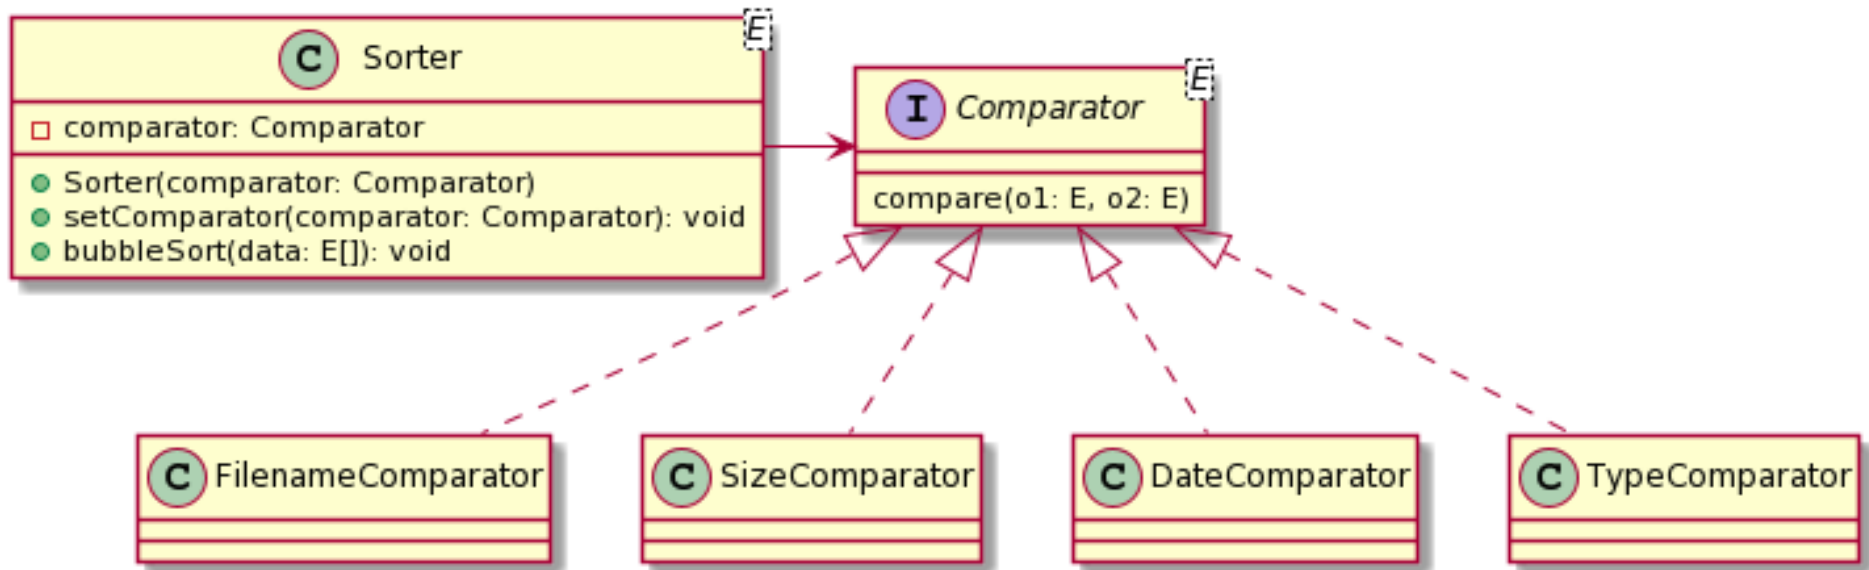 E
C Sorter
comparator: Comparator
Sorter(comparator: Comparator)
setComparator(comparator: Comparator): void
bubbleSort(data: E[]): void
E
I Comparator
compare(o1: E, o2: E)
C FilenameComparator
C SizeComparator
C DateComparator
C TypeComparator